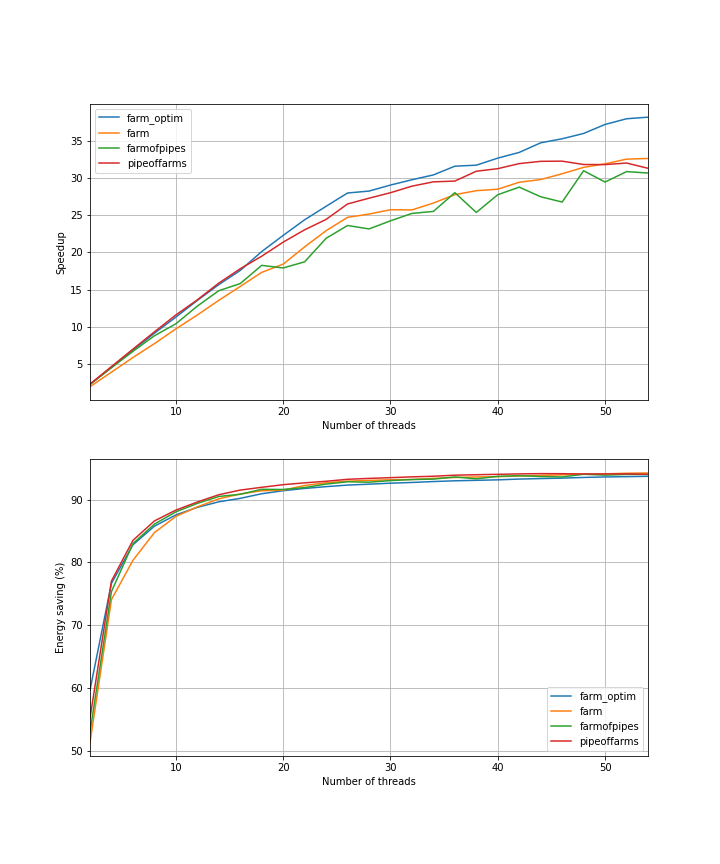 farm_optim
farm
farmofpipes
pipeoffarms
35
30
25
20
15
10
5
Speedup
10
20
30
40
50
Number of threads
90
80
70
60
50
Energy saving (%)
farm_optim
farm
farmofpipes
pipeoffarms
10
20
30
40
50
Number of threads